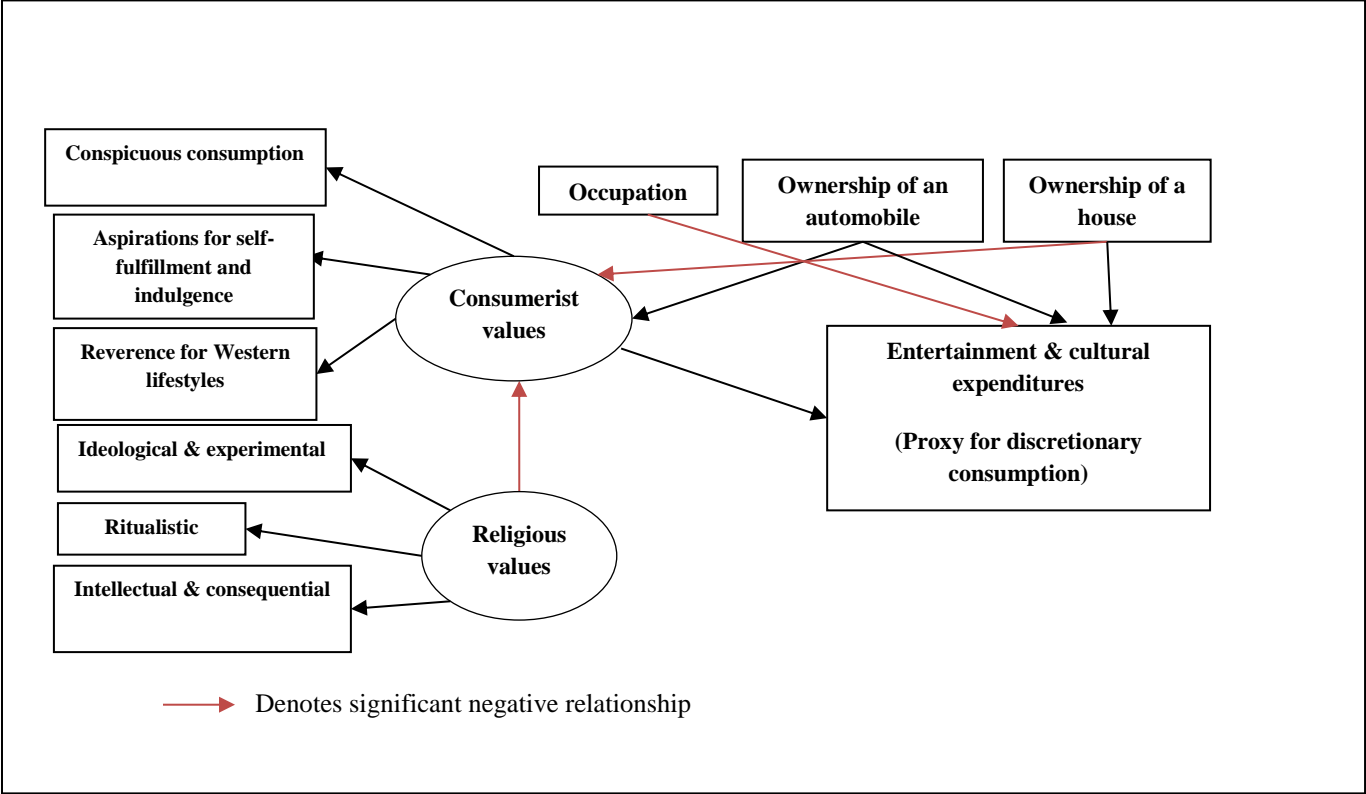 Conspicuous consumption
Aspirations for self-
fulfillment and
indulgence
Reverence for Western
lifestyles
Ideological & experimental
Ritualistic
Intellectual & consequential
Consumerist
values
Religious
values
Occupation
Ownership of an
automobile
Ownership of a
house
Entertainment & cultural
expenditures
(Proxy for discretionary
consumption)
Denotes significant negative relationship